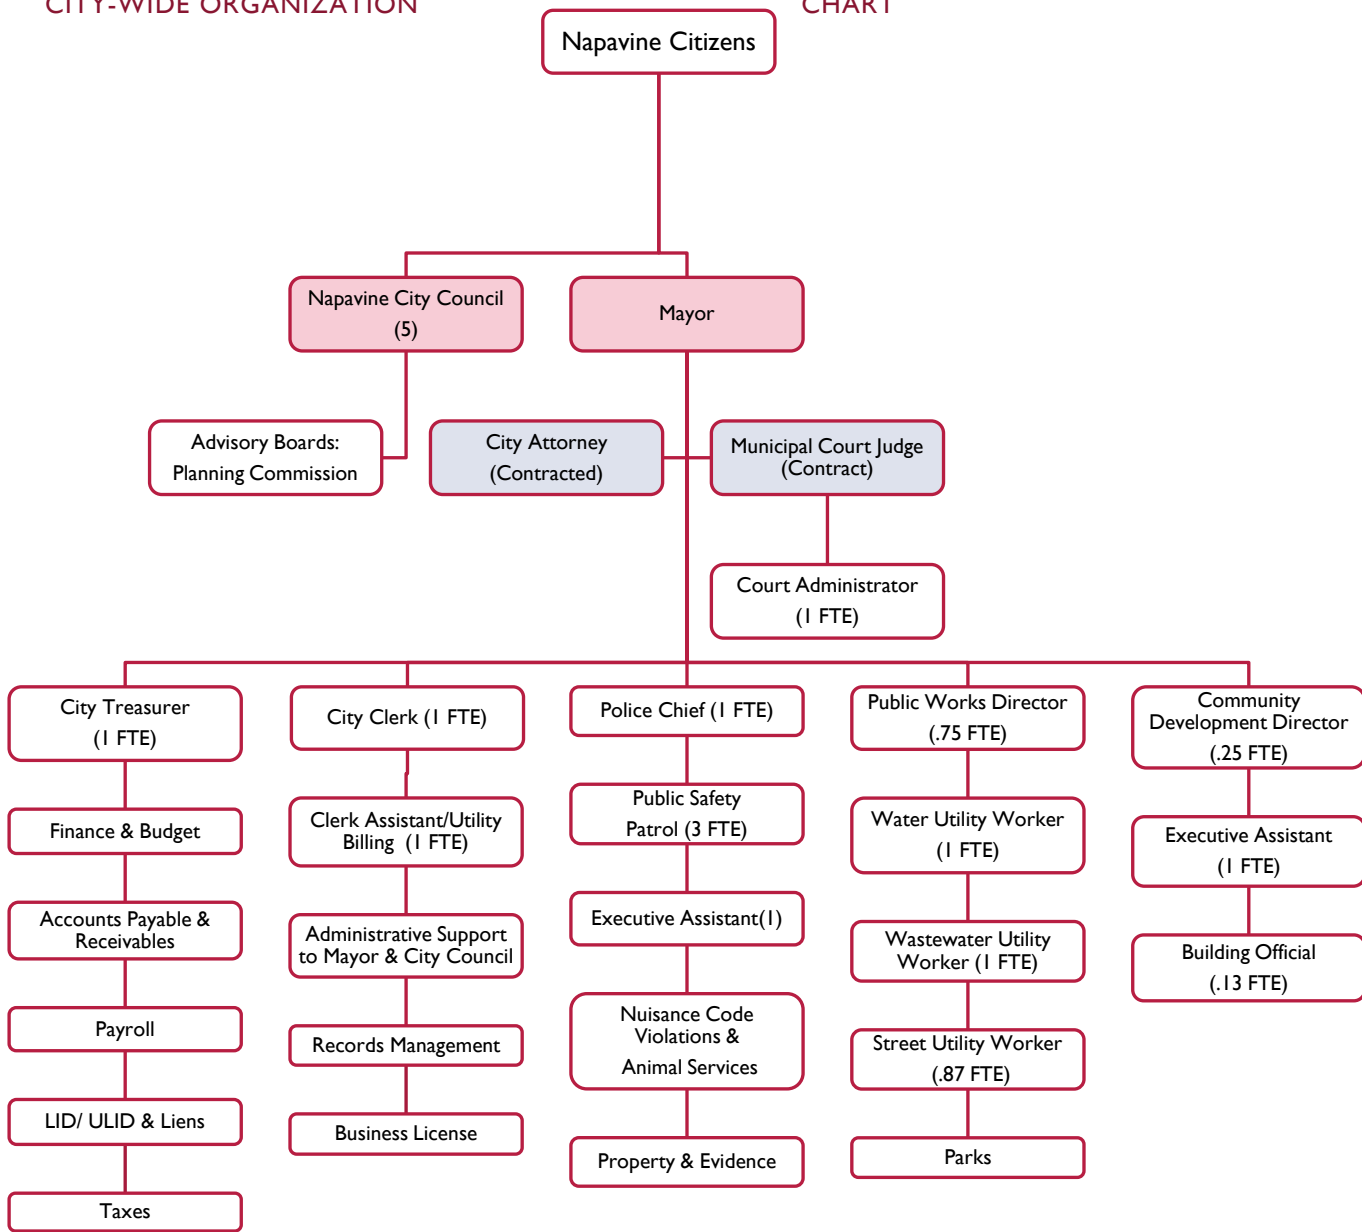 CITY-WIDE ORGANIZATION CHART
Napavine Citizens
Napavine City Council
(5)
Mayor
Advisory Boards:
Planning Commission
City Attorney
(Contracted)
Municipal Court Judge
(Contract)
Court Administrator
(1 FTE)
City Treasurer
(1 FTE)
Finance & Budget
Accounts Payable &
Receivables
Payroll
LID/ ULID & Liens
Taxes
City Clerk (1 FTE)
Clerk Assistant/Utility
Billing (1 FTE)
Administrative Support
to Mayor & City Council
Records Management
Business License
Police Chief (1 FTE)
Public Safety
Patrol (3 FTE)
Executive Assistant(1)
Nuisance Code
Violations &
Animal Services
Property & Evidence
Public Works Director
(.75 FTE)
Water Utility Worker
(1 FTE)
Wastewater Utility
Worker (1 FTE)
Street Utility Worker
(.87 FTE)
Parks
Community
Development Director
(.25 FTE)
Executive Assistant
(1 FTE)
Building Official
(.13 FTE)